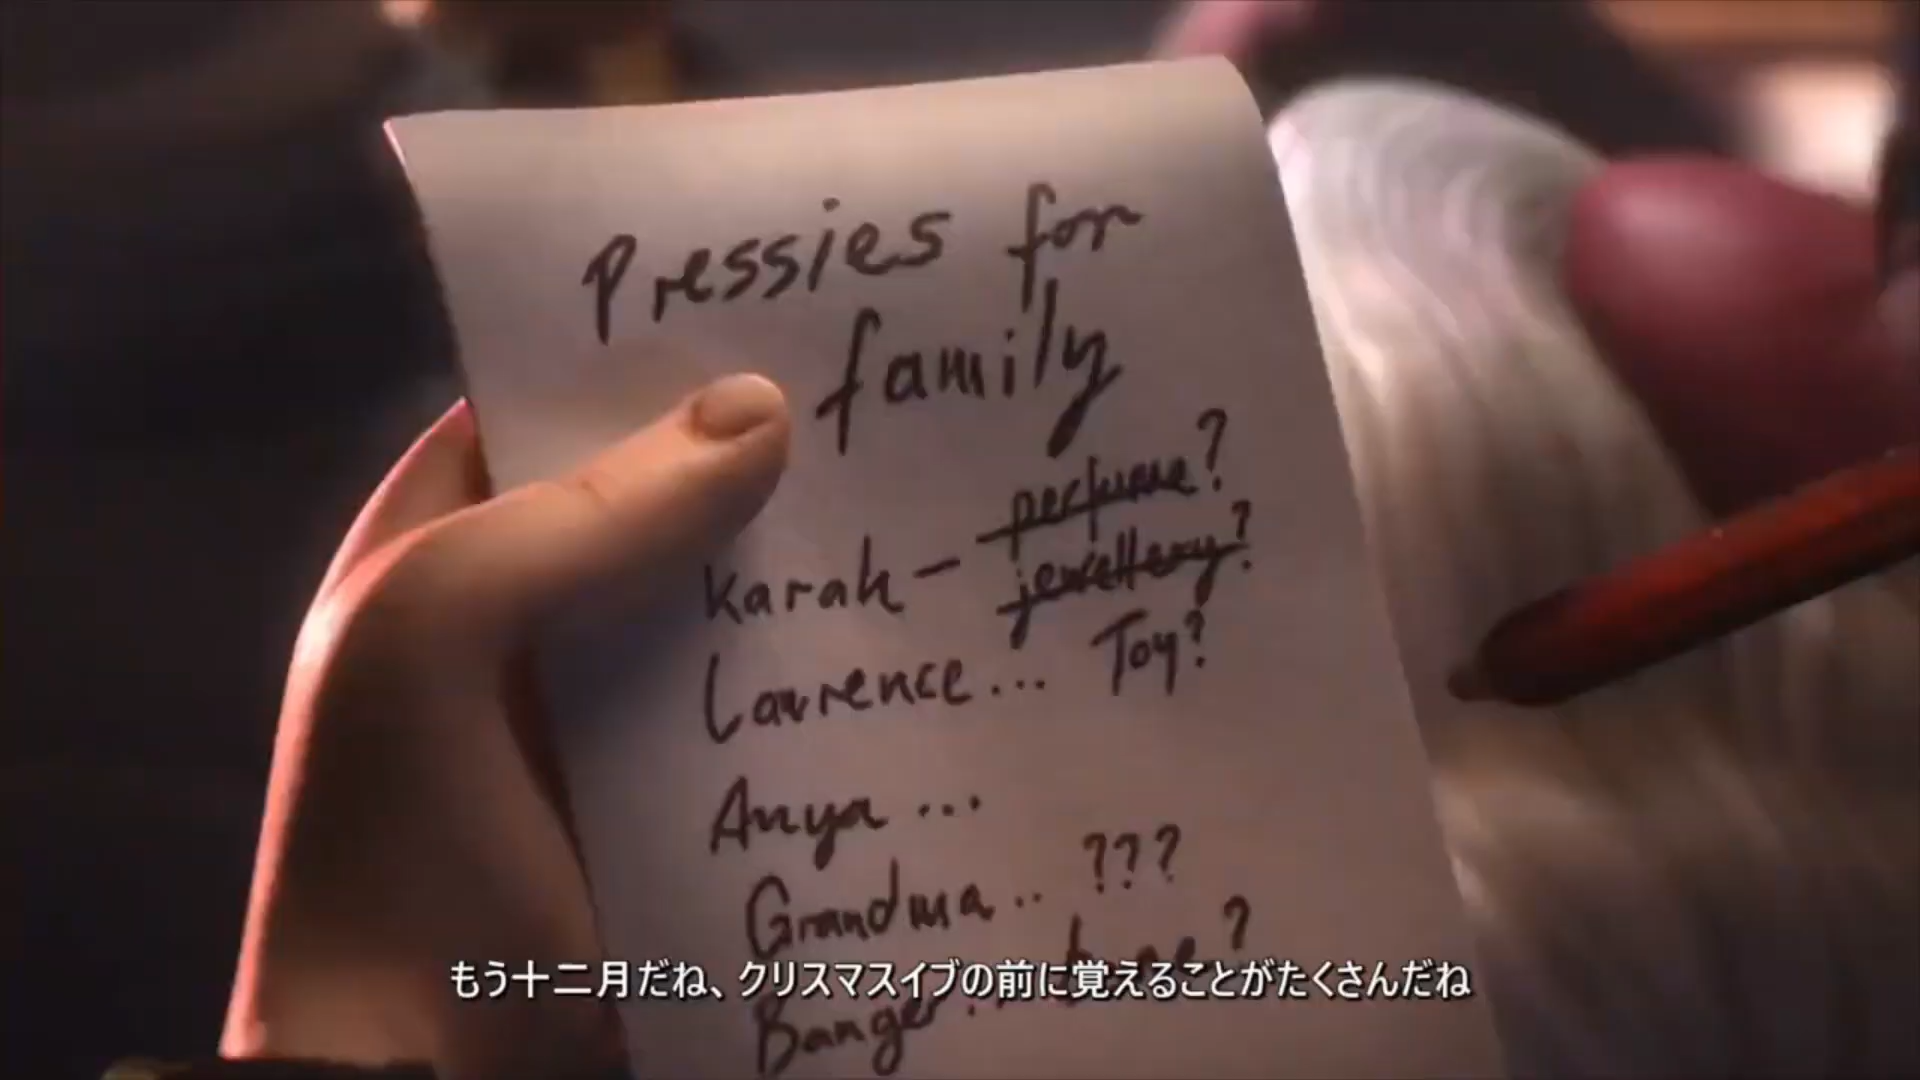 Pressies for
family
perfume?
Karah - jewellery?
Lawrence... Toy?
Anya ...
Grandma .. ???
Banger... bone?
もう十二月だね、クリスマスイブの前に覚えることがたくさんだね